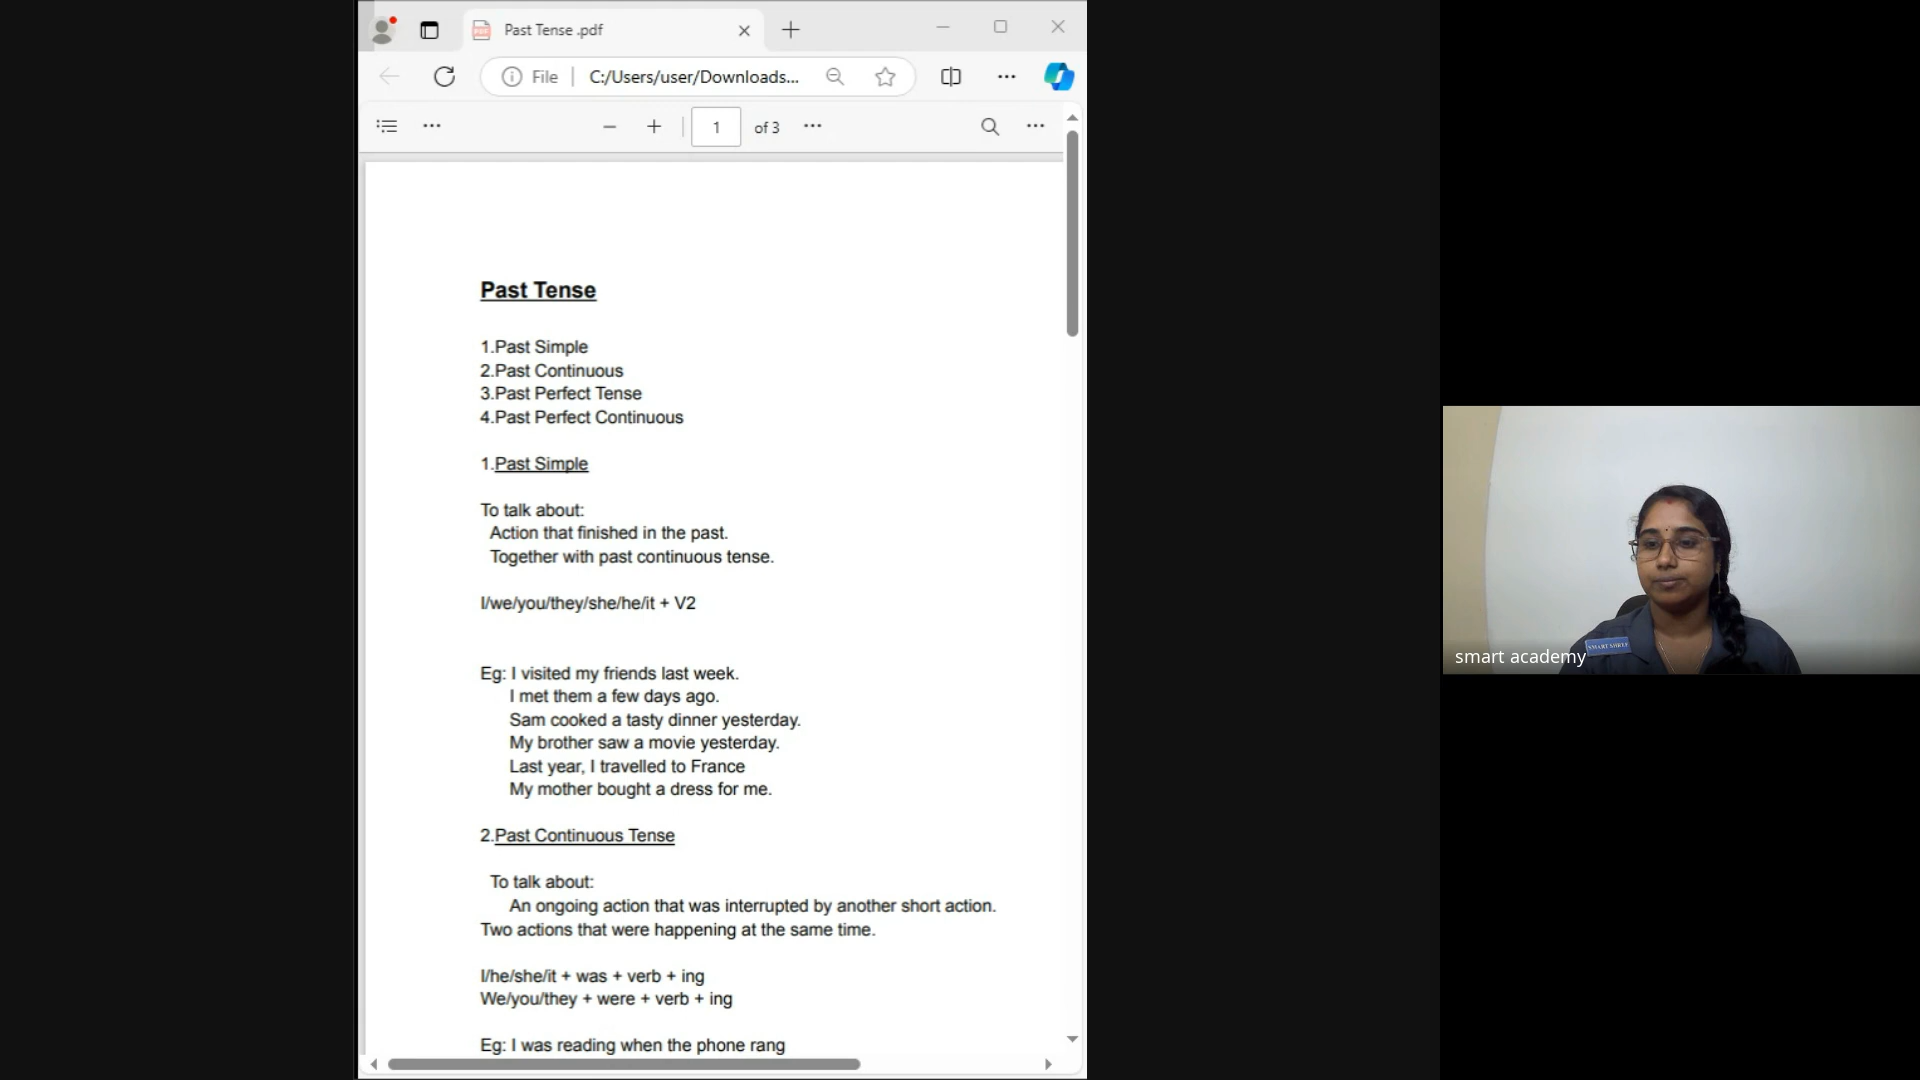 Past Tense .pdf
File
C:/Users/user/Downloads...
1 of 3
Past Tense
1.Past Simple
2.Past Continuous
3.Past Perfect Tense
4.Past Perfect Continuous
1.Past Simple
To talk about:
Action that finished in the past.
Together with past continuous tense.
I/we/you/they/she/he/it + V2
Eg: I visited my friends last week.
I met them a few days ago.
Sam cooked a tasty dinner yesterday.
My brother saw a movie yesterday.
Last year, I travelled to France
My mother bought a dress for me.
2.Past Continuous Tense
To talk about:
An ongoing action that was interrupted by another short action.
Two actions that were happening at the same time.
I/he/she/it + was + verb + ing
We/you/they + were + verb + ing
Eg: I was reading when the phone rang
smart academy